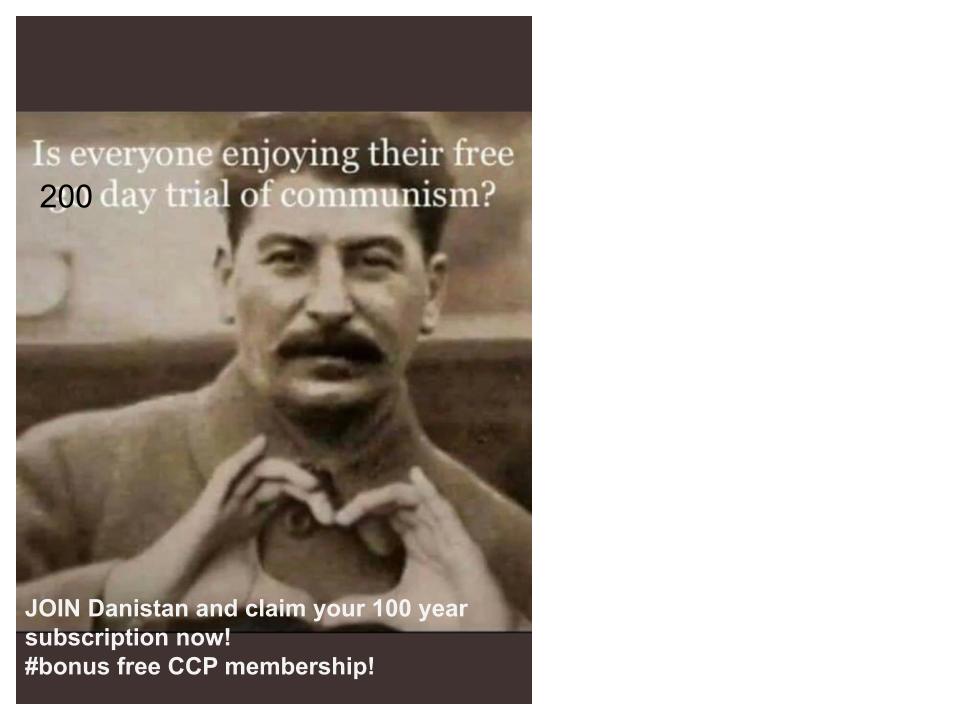 Is everyone enjoying their free
200 day trial of communism?
JOIN Danistan and claim your 100 year
subscription now!
#bonus free CCP membership!